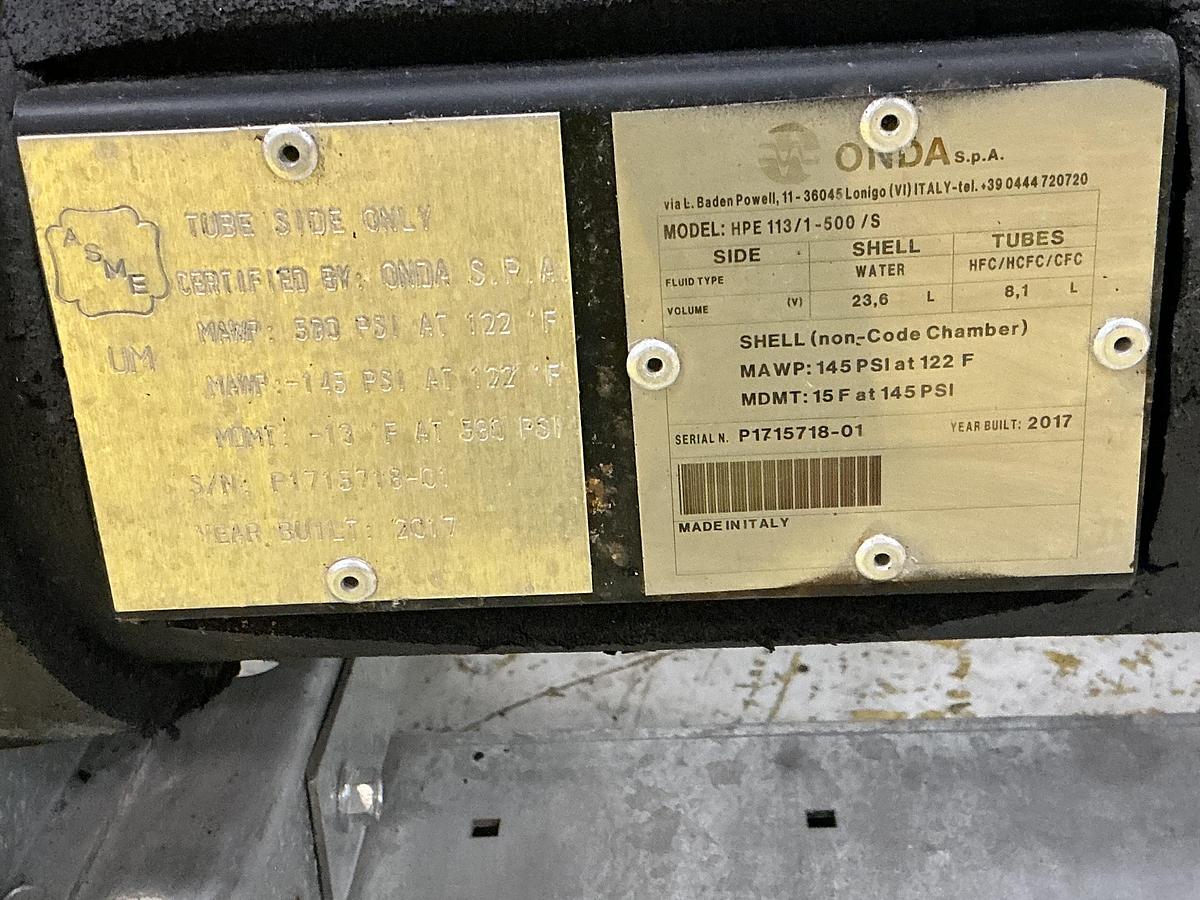 TUBE SIDE ONLY
ASME
CERTIFIED BY: ONDA S.P.A.
MAWP: 580 PSI AT 122 °F
UM
MAWP:-145 PSI AT 122 °F
MDMT: -13 °F AT 580 PSI
S/N: P1715718-01
YEAR BUILT: 2017
ONDA S.p.A.
via L. Baden Powell, 11 - 36045 Lonigo (VI) ITALY-tel. +39 0444 720720
MODEL: HPE 113/1-500 /S
SIDE SHELL TUBES
FLUID TYPE WATER HFC/HCFC/CFC
VOLUME (V) 23,6 L 8,1 L
SHELL (non-Code Chamber)
MAWP: 145 PSI at 122 F
MDMT: 15 F at 145 PSI
SERIAL N. P1715718-01 YEAR BUILT: 2017
MADE IN ITALY